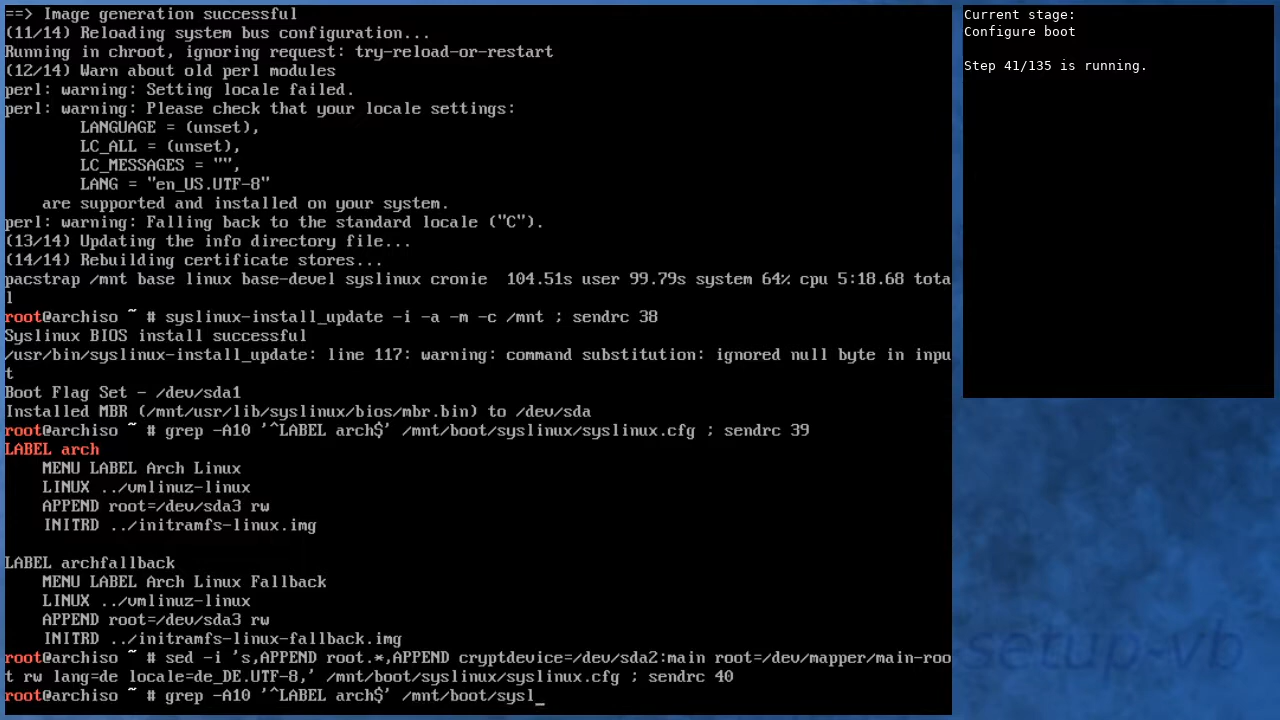 ==> Image generation successful
(11/14) Reloading system bus configuration...
Running in chroot, ignoring request: try-reload-or-restart
(12/14) Warn about old perl modules
perl: warning: Setting locale failed.
perl: warning: Please check that your locale settings:
        LANGUAGE = (unset),
        LC_ALL = (unset),
        LC_MESSAGES = "",
        LANG = "en_US.UTF-8"
    are supported and installed on your system.
perl: warning: Falling back to the standard locale ("C").
(13/14) Updating the info directory file...
(14/14) Rebuilding certificate stores...
pacstrap /mnt base linux base-devel syslinux cronie  104.51s user 99.79s system 64% cpu 5:18.68 tota
l
root@archiso ~ # syslinux-install_update -i -a -m -c /mnt ; sendrc 38
Syslinux BIOS install successful
/usr/bin/syslinux-install_update: line 117: warning: command substitution: ignored null byte in inpu
t
Boot Flag Set - /dev/sda1
Installed MBR (/mnt/usr/lib/syslinux/bios/mbr.bin) to /dev/sda
root@archiso ~ # grep -A10 '^LABEL arch$' /mnt/boot/syslinux/syslinux.cfg ; sendrc 39
LABEL arch
    MENU LABEL Arch Linux
    LINUX ../vmlinuz-linux
    APPEND root=/dev/sda3 rw
    INITRD ../initramfs-linux.img

LABEL archfallback
    MENU LABEL Arch Linux Fallback
    LINUX ../vmlinuz-linux
    APPEND root=/dev/sda3 rw
    INITRD ../initramfs-linux-fallback.img
root@archiso ~ # sed -i 's,APPEND root.*,APPEND cryptdevice=/dev/sda2:main root=/dev/mapper/main-roo
t rw lang=de locale=de_DE.UTF-8,' /mnt/boot/syslinux/syslinux.cfg ; sendrc 40
root@archiso ~ # grep -A10 '^LABEL arch$' /mnt/boot/sysl_
Current stage:
Configure boot

Step 41/135 is running.
setup-vb